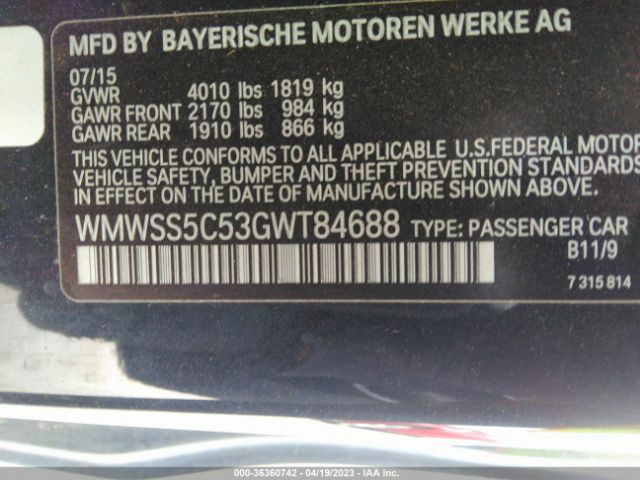 MFD BY BAYERISCHE MOTOREN WERKE AG
07/15
GVWR 4010 lbs 1819 kg
GAWR FRONT 2170 lbs 984 kg
GAWR REAR 1910 lbs 866 kg
THIS VEHICLE CONFORMS TO ALL APPLICABLE U.S.FEDERAL MOTOR
VEHICLE SAFETY, BUMPER AND THEFT PREVENTION STANDARDS
IN EFFECT ON THE DATE OF MANUFACTURE SHOWN ABOVE.
WMWSS5C53GWT84688 TYPE: PASSENGER CAR
B11/9
7 315 814
000-36360742 - 04/19/2023 - IAA Inc.